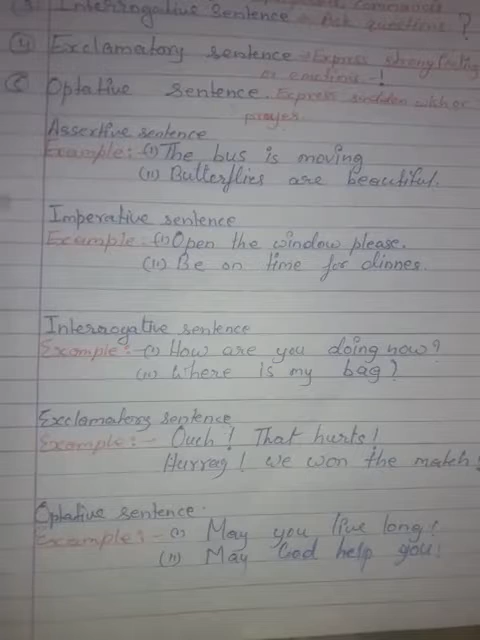 (3) Interrogative sentence - Ask questions ?
(4) Exclamatory sentence → Express strong feeling
or emotions - !
(5) Optative sentence. Express sudden wish or
prayer.
Assertive sentence
Example:- (i) The bus is moving
(ii) Butterflies are beautiful.
Imperative sentence
Example:- (i) Open the window please.
(ii) Be on time for dinner.
Interrogative sentence
Example:- (i) How are you doing now?
(ii) Where is my bag?
Exclamatory sentence
Example:- Ouch! That hurts!
Hurray! We won the match!
Optative sentence.
Example:- (i) May you live long!
(ii) May God help you!